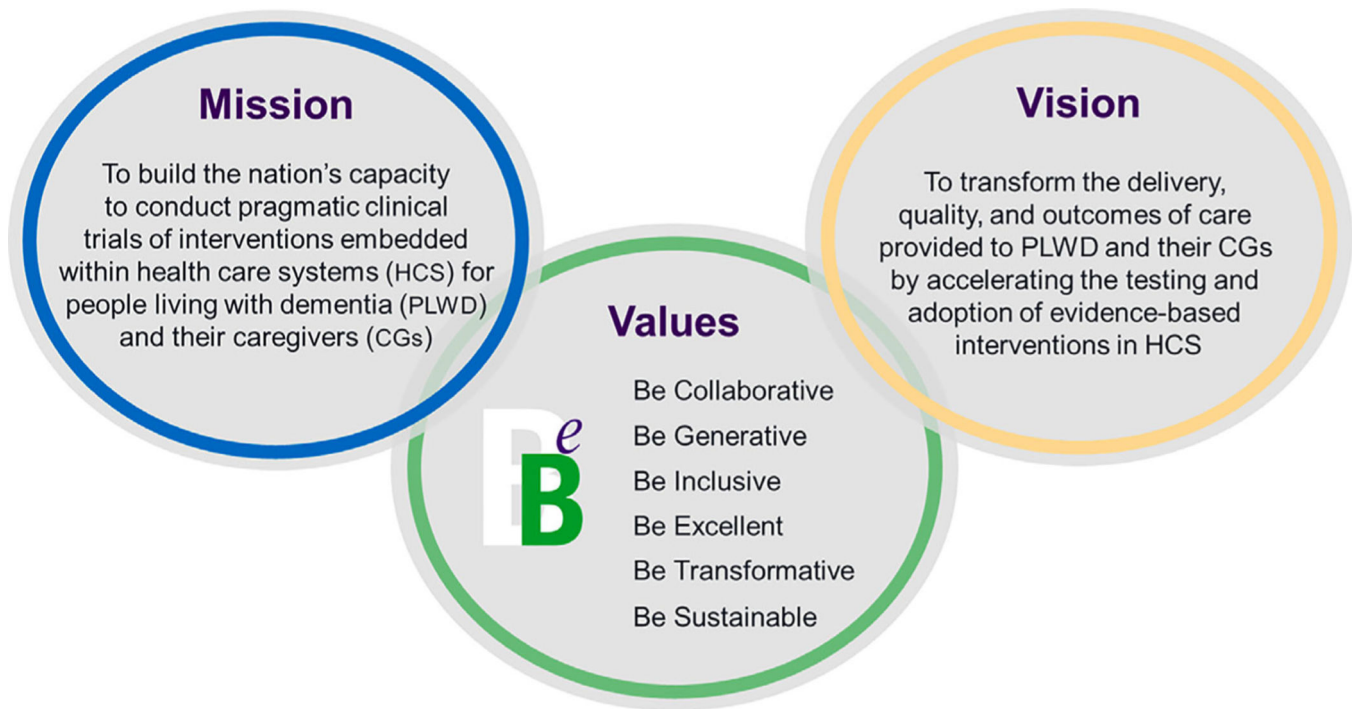 Mission
To build the nation’s capacity
to conduct pragmatic clinical
trials of interventions embedded
within health care systems (HCS) for
people living with dementia (PLWD)
and their caregivers (CGs)
Vision
To transform the delivery,
quality, and outcomes of care
provided to PLWD and their CGs
by accelerating the testing and
adoption of evidence-based
interventions in HCS
Values
Be
B
Be Collaborative
Be Generative
Be Inclusive
Be Excellent
Be Transformative
Be Sustainable